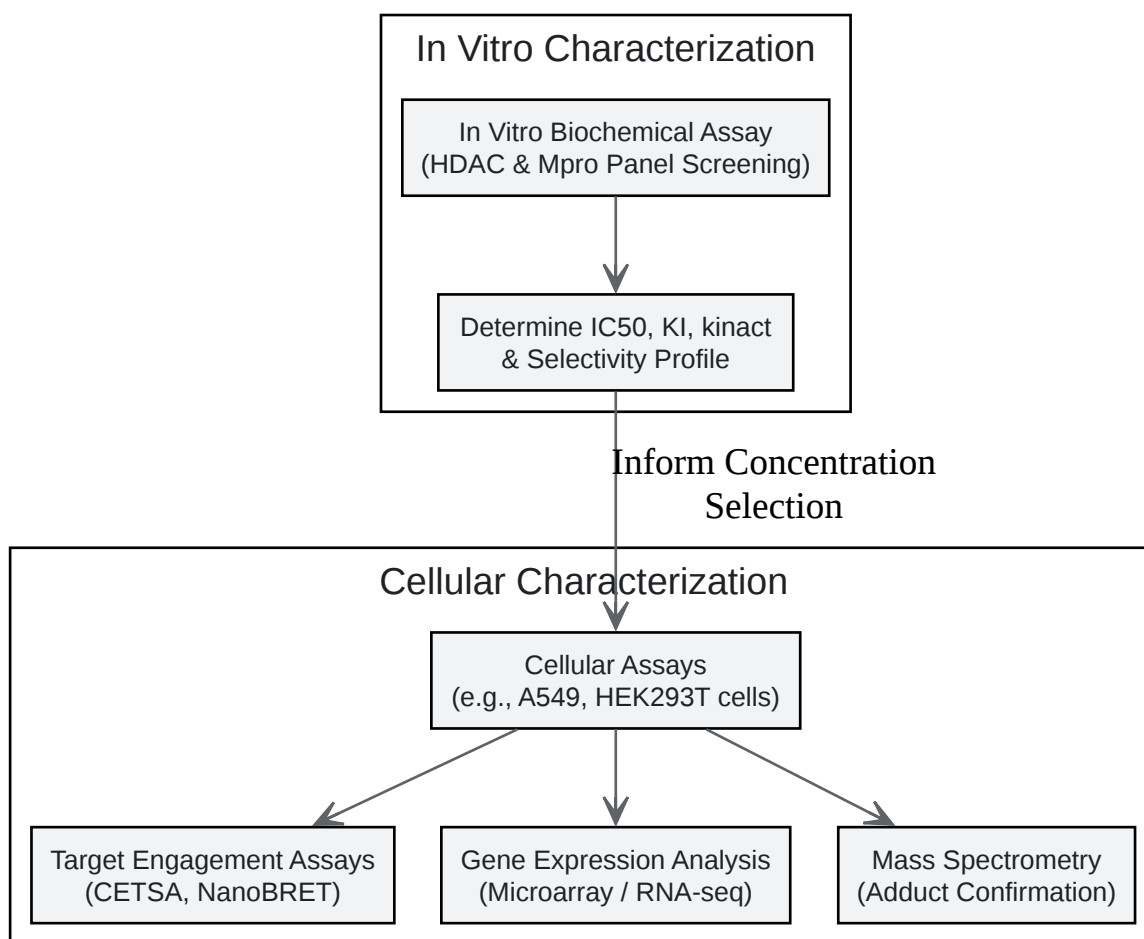 In Vitro Characterization
In Vitro Biochemical Assay
(HDAC & Mpro Panel Screening)
Determine IC50, KI, kinact
& Selectivity Profile
Inform Concentration
Selection
Cellular Characterization
Cellular Assays
(e.g., A549, HEK293T cells)
Target Engagement Assays
(CETSA, NanoBRET)
Gene Expression Analysis
(Microarray / RNA-seq)
Mass Spectrometry
(Adduct Confirmation)